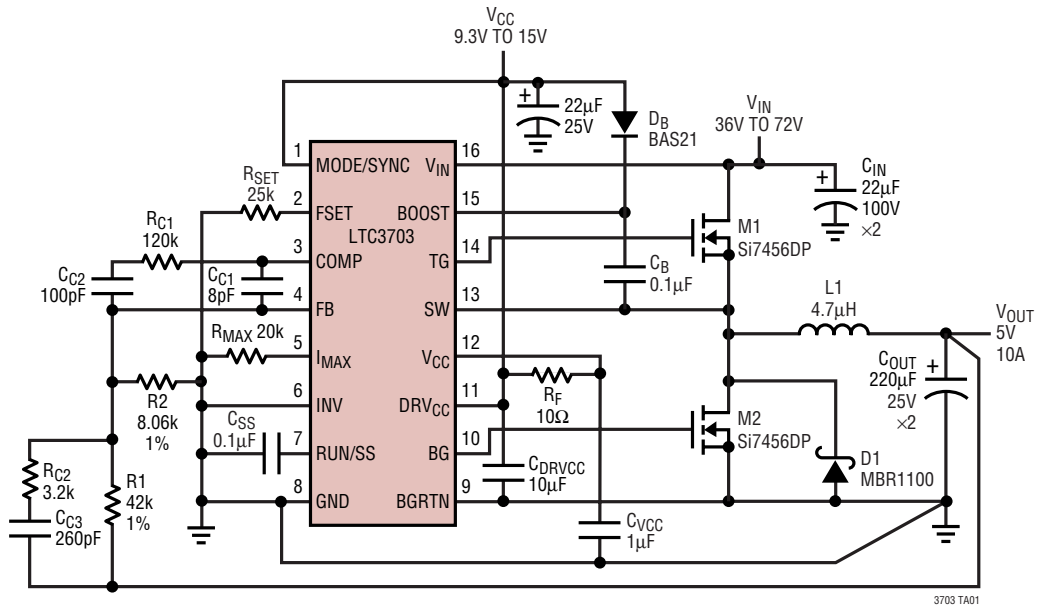 VCC
9.3V TO 15V
+
22µF
25V
DB
BAS21
VIN
36V TO 72V
+
CIN
22µF
100V
×2
1
MODE/SYNC
VIN
16
RSET
25k
2
FSET
BOOST
15
LTC3703
RC1
120k
3
COMP
TG
14
M1
Si7456DP
CC2
100pF
CC1
8pF
CB
0.1µF
4
FB
SW
13
L1
4.7µH
VOUT
5V
10A
RMAX 20k
5
IMAX
VCC
12
RF
10Ω
COUT
220µF
25V
×2
+
R2
8.06k
1%
6
INV
DRVCC
11
CSS
0.1µF
7
RUN/SS
BG
10
M2
Si7456DP
RC2
3.2k
R1
42k
1%
CDRVCC
10µF
D1
MBR1100
8
GND
BGRTN
9
CC3
260pF
CVCC
1µF
3703 TA01